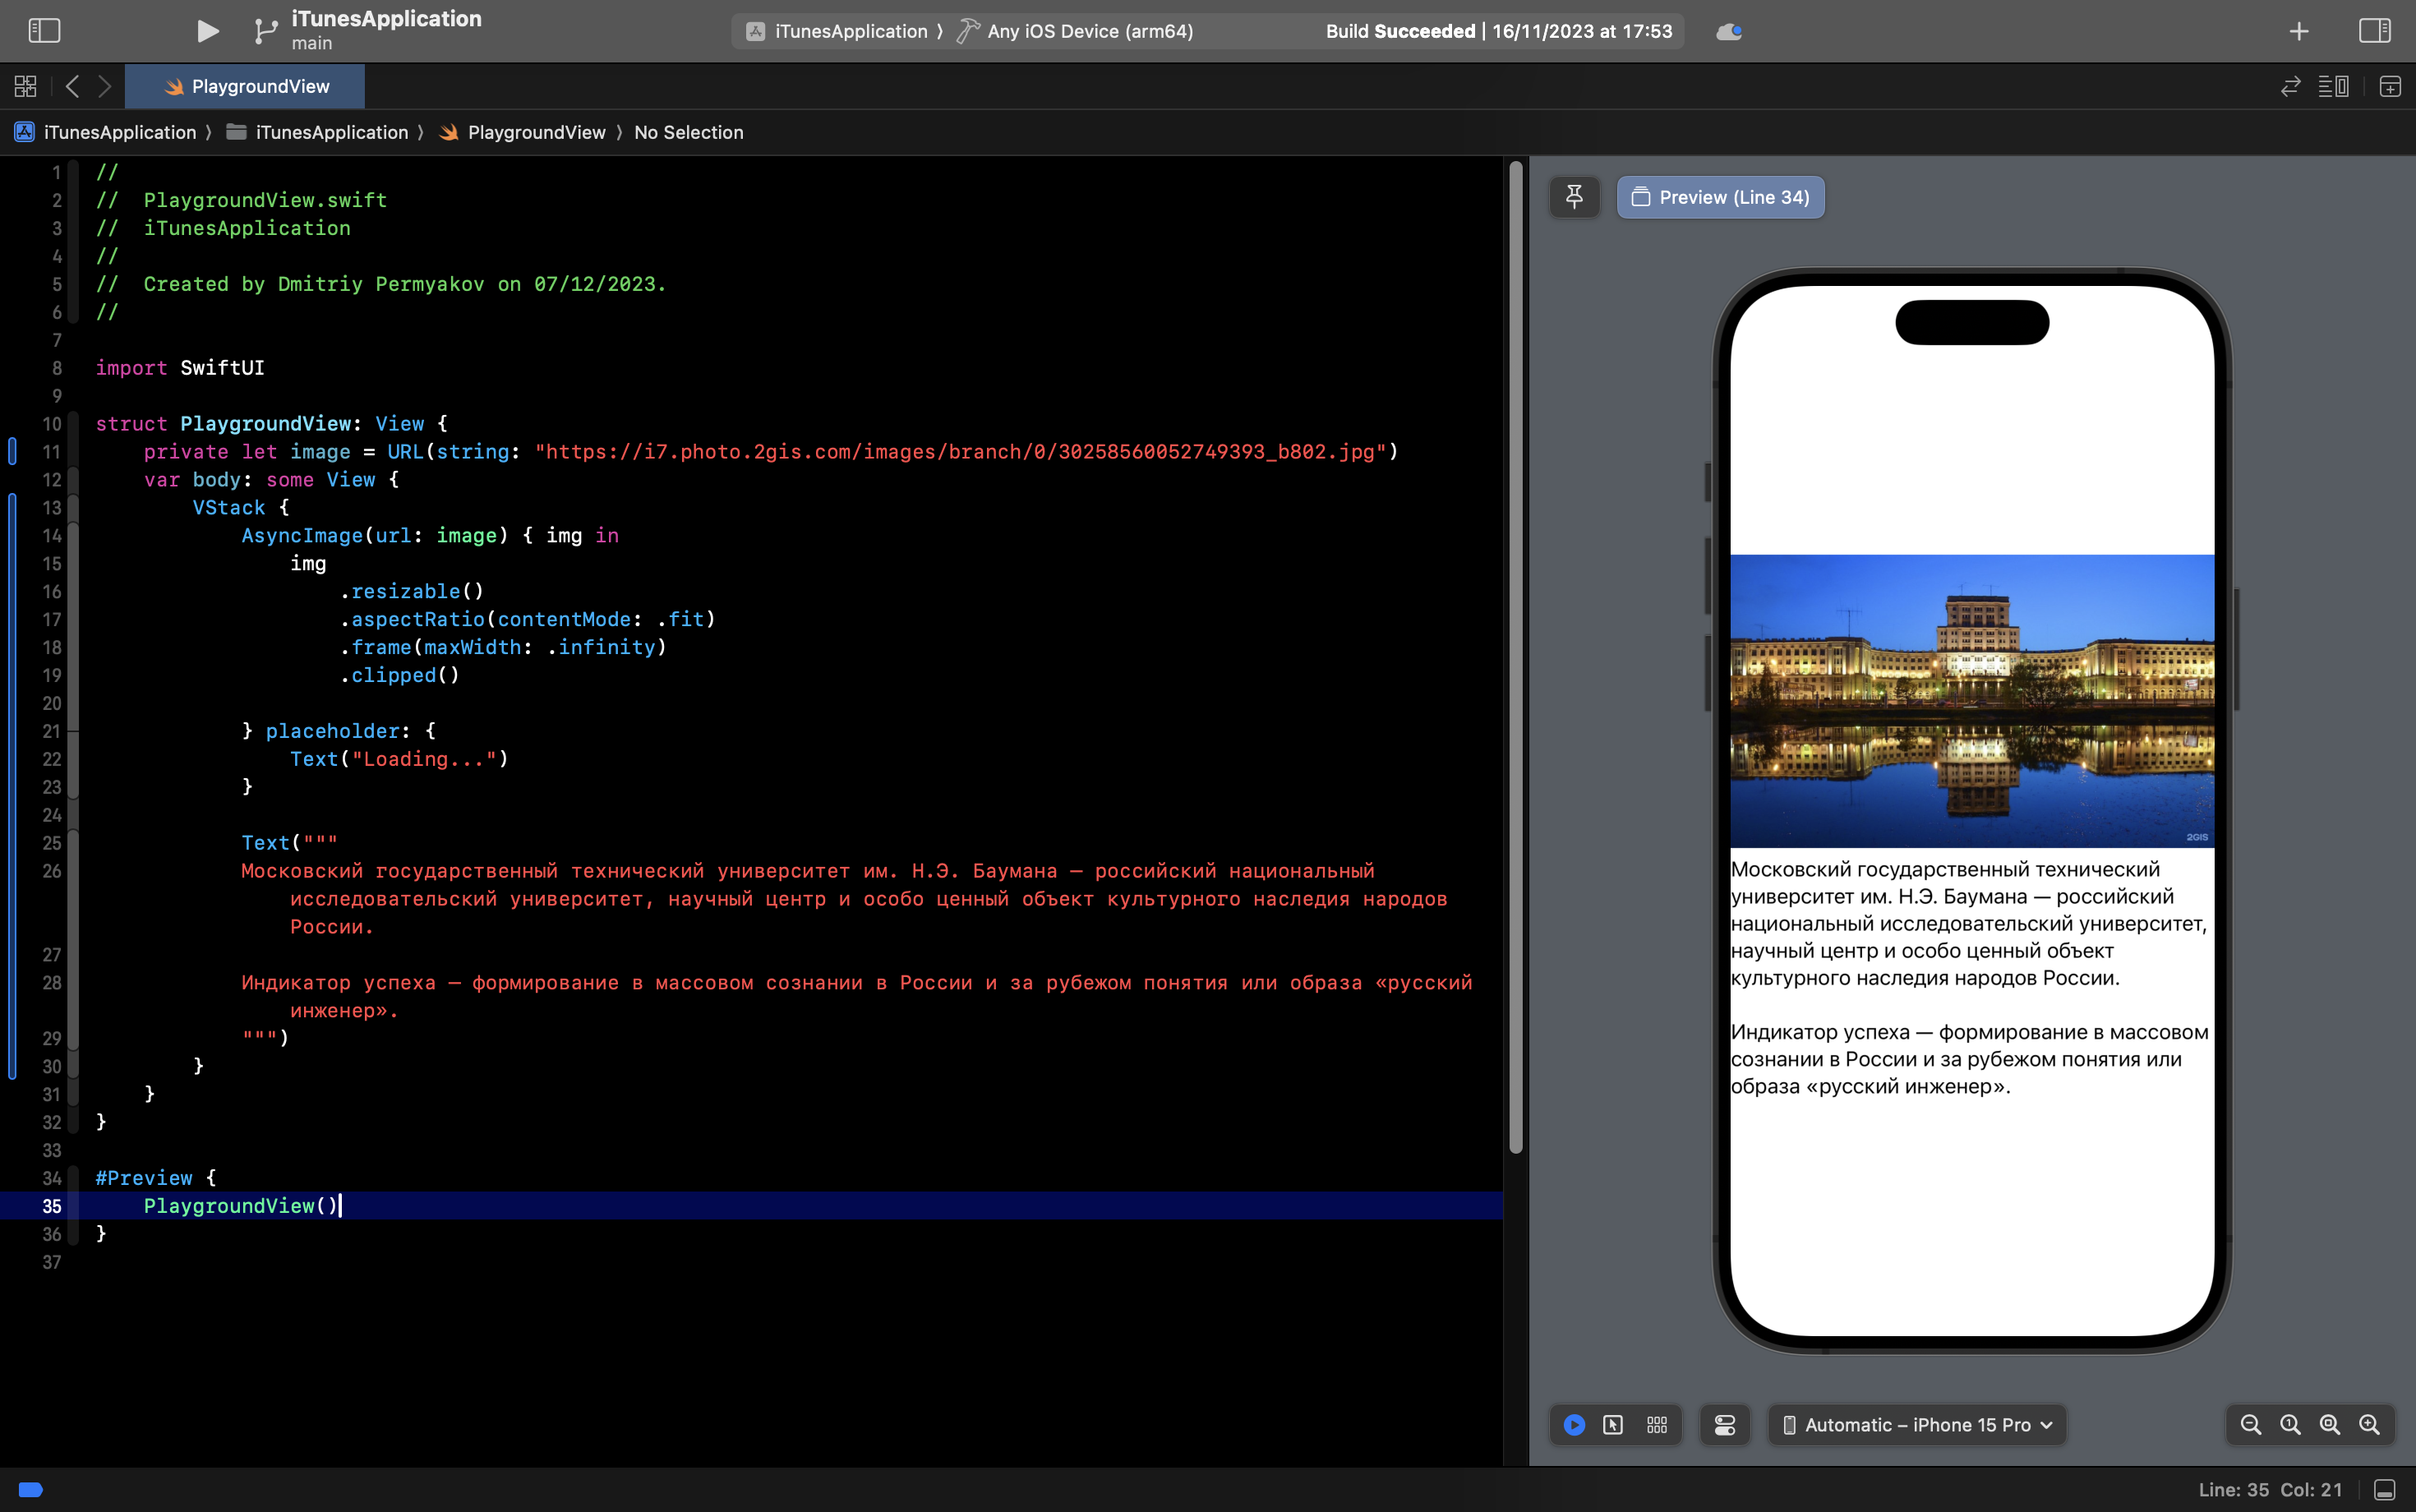 iTunesApplication
main
iTunesApplication 〉 Any iOS Device (arm64)
Build Succeeded | 16/11/2023 at 17:53
PlaygroundView
iTunesApplication 〉 iTunesApplication 〉 PlaygroundView 〉 No Selection
1 //
2 //  PlaygroundView.swift
3 //  iTunesApplication
4 //
5 //  Created by Dmitriy Permyakov on 07/12/2023.
6 //
7
8 import SwiftUI
9
10 struct PlaygroundView: View {
11     private let image = URL(string: "https://i7.photo.2gis.com/images/branch/0/30258560052749393_b802.jpg")
12     var body: some View {
13         VStack {
14             AsyncImage(url: image) { img in
15                 img
16                     .resizable()
17                     .aspectRatio(contentMode: .fit)
18                     .frame(maxWidth: .infinity)
19                     .clipped()
20
21             } placeholder: {
22                 Text("Loading...")
23             }
24
25             Text("""
26             Московский государственный технический университет им. Н.Э. Баумана — российский национальный
исследовательский университет, научный центр и особо ценный объект культурного наследия народов
России.
27
28             Индикатор успеха — формирование в массовом сознании в России и за рубежом понятия или образа «русский
инженер».
29             """)
30         }
31     }
32 }
33
34 #Preview {
35     PlaygroundView()
36 }
37
Preview (Line 34)
2GIS
Московский государственный технический
университет им. Н.Э. Баумана — российский
национальный исследовательский университет,
научный центр и особо ценный объект
культурного наследия народов России.
Индикатор успеха — формирование в массовом
сознании в России и за рубежом понятия или
образа «русский инженер».
Automatic – iPhone 15 Pro
Line: 35  Col: 21